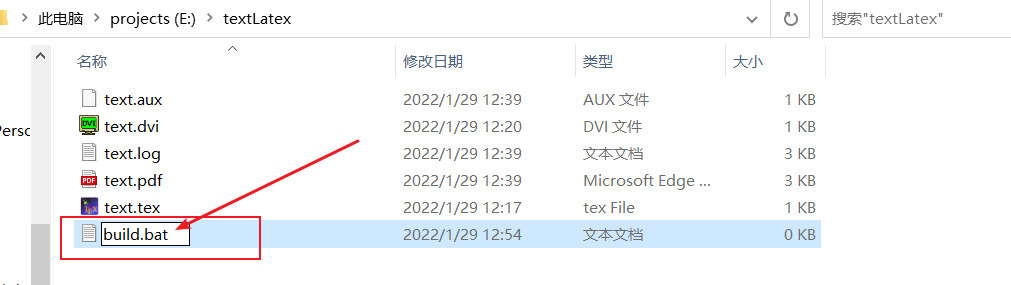 此电脑 > projects (E:) > textLatex 搜索"textLatex"
名称 修改日期 类型 大小
text.aux 2022/1/29 12:39 AUX 文件 1 KB
text.dvi 2022/1/29 12:20 DVI 文件 1 KB
text.log 2022/1/29 12:39 文本文档 3 KB
text.pdf 2022/1/29 12:39 Microsoft Edge ... 3 KB
text.tex 2022/1/29 12:17 tex File 1 KB
build.bat 2022/1/29 12:54 文本文档 0 KB